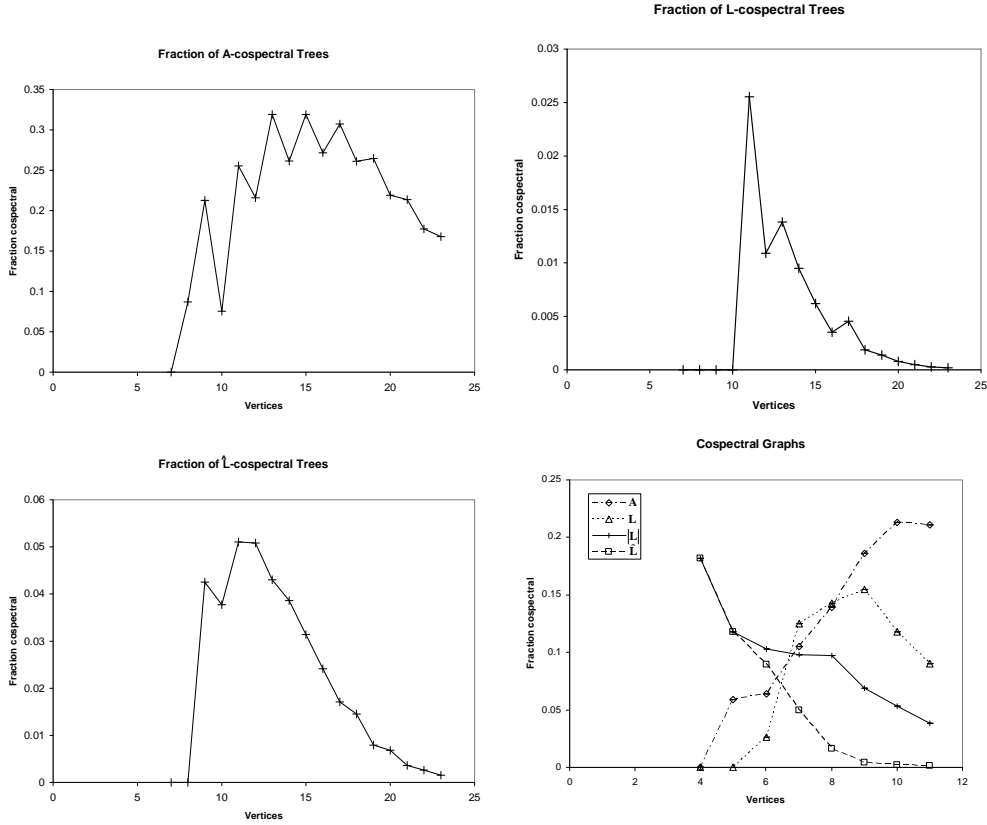 Fraction of A-cospectral Trees
0.35
0.3
0.25
0.2
0.15
0.1
0.05
0
0 5 10 15 20 25
Fraction cospectral
Vertices
Fraction of L-cospectral Trees
0.03
0.025
0.02
0.015
0.01
0.005
0
0 5 10 15 20 25
Fraction cospectral
Vertices
Fraction of L̂-cospectral Trees
0.06
0.05
0.04
0.03
0.02
0.01
0
0 5 10 15 20 25
Fraction cospectral
Vertices
Cospectral Graphs
0.25
0.2
0.15
0.1
0.05
0
0 2 4 6 8 10 12
Fraction cospectral
Vertices
A
L
|L|
L̂